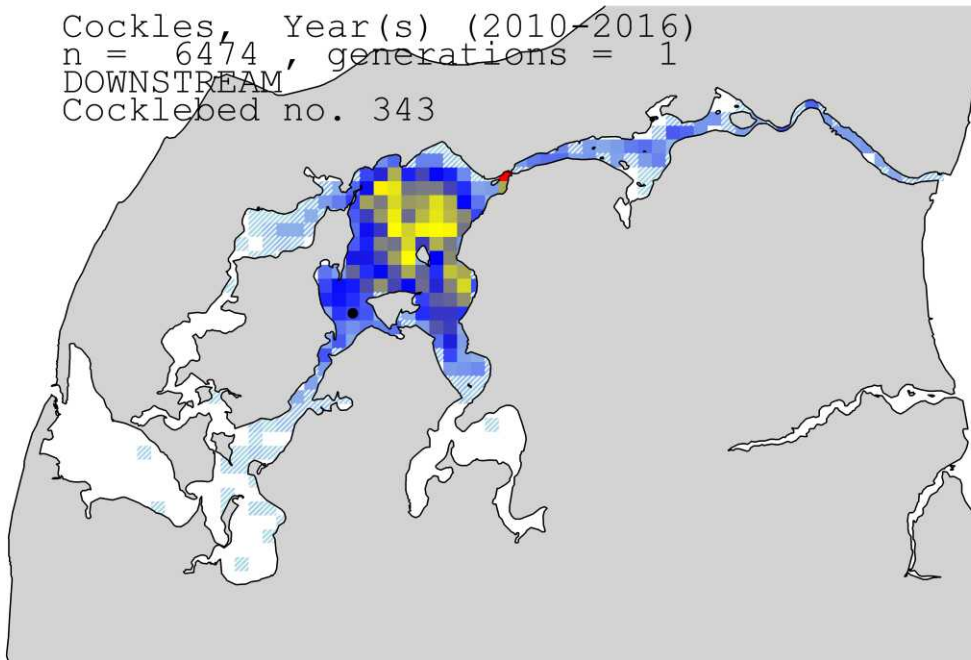 Cockles, Year(s) (2010-2016)
n = 6474 , generations = 1
DOWNSTREAM
Cocklebed no. 343